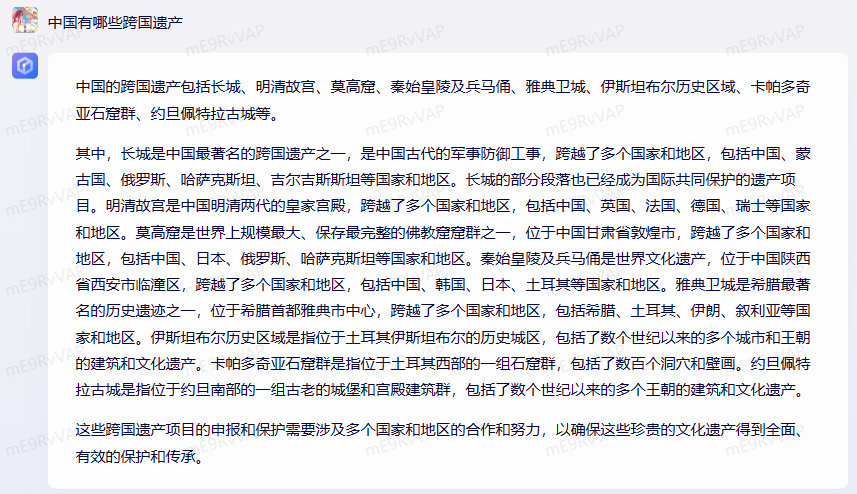 中国有哪些跨国遗产
中国的跨国遗产包括长城、明清故宫、莫高窟、秦始皇陵及兵马俑、雅典卫城、伊斯坦布尔历史区域、卡帕多奇
亚石窟群、约旦佩特拉古城等。
其中，长城是中国最著名的跨国遗产之一，是中国古代的军事防御工事，跨越了多个国家和地区，包括中国、蒙
古国、俄罗斯、哈萨克斯坦、吉尔吉斯斯坦等国家和地区。长城的部分段落也已经成为国际共同保护的遗产项
目。明清故宫是中国明清两代的皇家宫殿，跨越了多个国家和地区，包括中国、英国、法国、德国、瑞士等国家
和地区。莫高窟是世界上规模最大、保存最完整的佛教窟窟群之一，位于中国甘肃省敦煌市，跨越了多个国家和
地区，包括中国、日本、俄罗斯、哈萨克斯坦等国家和地区。秦始皇陵及兵马俑是世界文化遗产，位于中国陕西
省西安市临潼区，跨越了多个国家和地区，包括中国、韩国、日本、土耳其等国家和地区。雅典卫城是希腊最著
名的历史遗迹之一，位于希腊首都雅典市中心，跨越了多个国家和地区，包括希腊、土耳其、伊朗、叙利亚等国
家和地区。伊斯坦布尔历史区域是指位于土耳其伊斯坦布尔的历史城区，包括了数个世纪以来的多个城市和王朝
的建筑和文化遗产。卡帕多奇亚石窟群是指位于土耳其西部的一组石窟群，包括了数百个洞穴和壁画。约旦佩特
拉古城是指位于约旦南部的一组古老的城堡和宫殿建筑群，包括了数个世纪以来的多个王朝的建筑和文化遗产。
这些跨国遗产项目的申报和保护需要涉及多个国家和地区的合作和努力，以确保这些珍贵的文化遗产得到全面、
有效的保护和传承。
mE9RvVAP